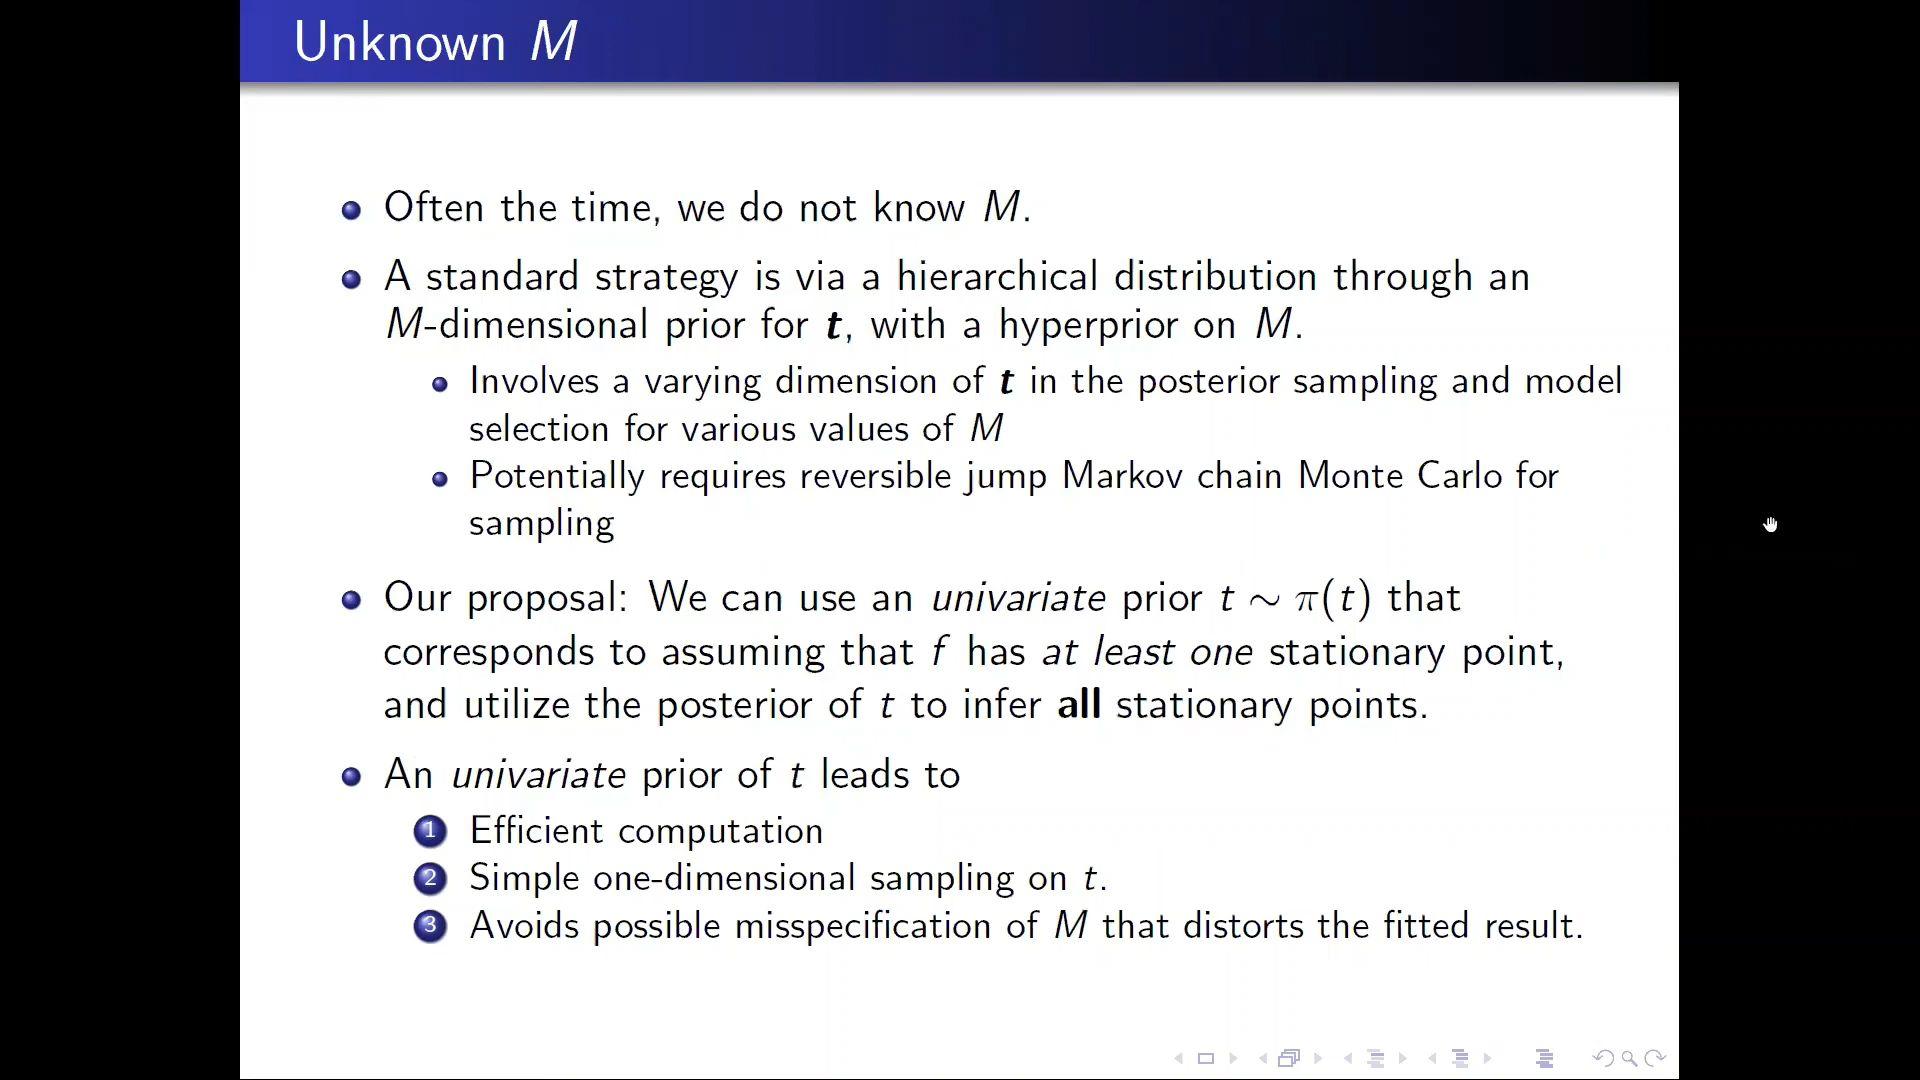 Unknown M
Often the time, we do not know M.
A standard strategy is via a hierarchical distribution through an
M-dimensional prior for t, with a hyperprior on M.
Involves a varying dimension of t in the posterior sampling and model
selection for various values of M
Potentially requires reversible jump Markov chain Monte Carlo for
sampling
Our proposal: We can use an univariate prior t ∼ π(t) that
corresponds to assuming that f has at least one stationary point,
and utilize the posterior of t to infer all stationary points.
An univariate prior of t leads to
1 Efficient computation
2 Simple one-dimensional sampling on t.
3 Avoids possible misspecification of M that distorts the fitted result.